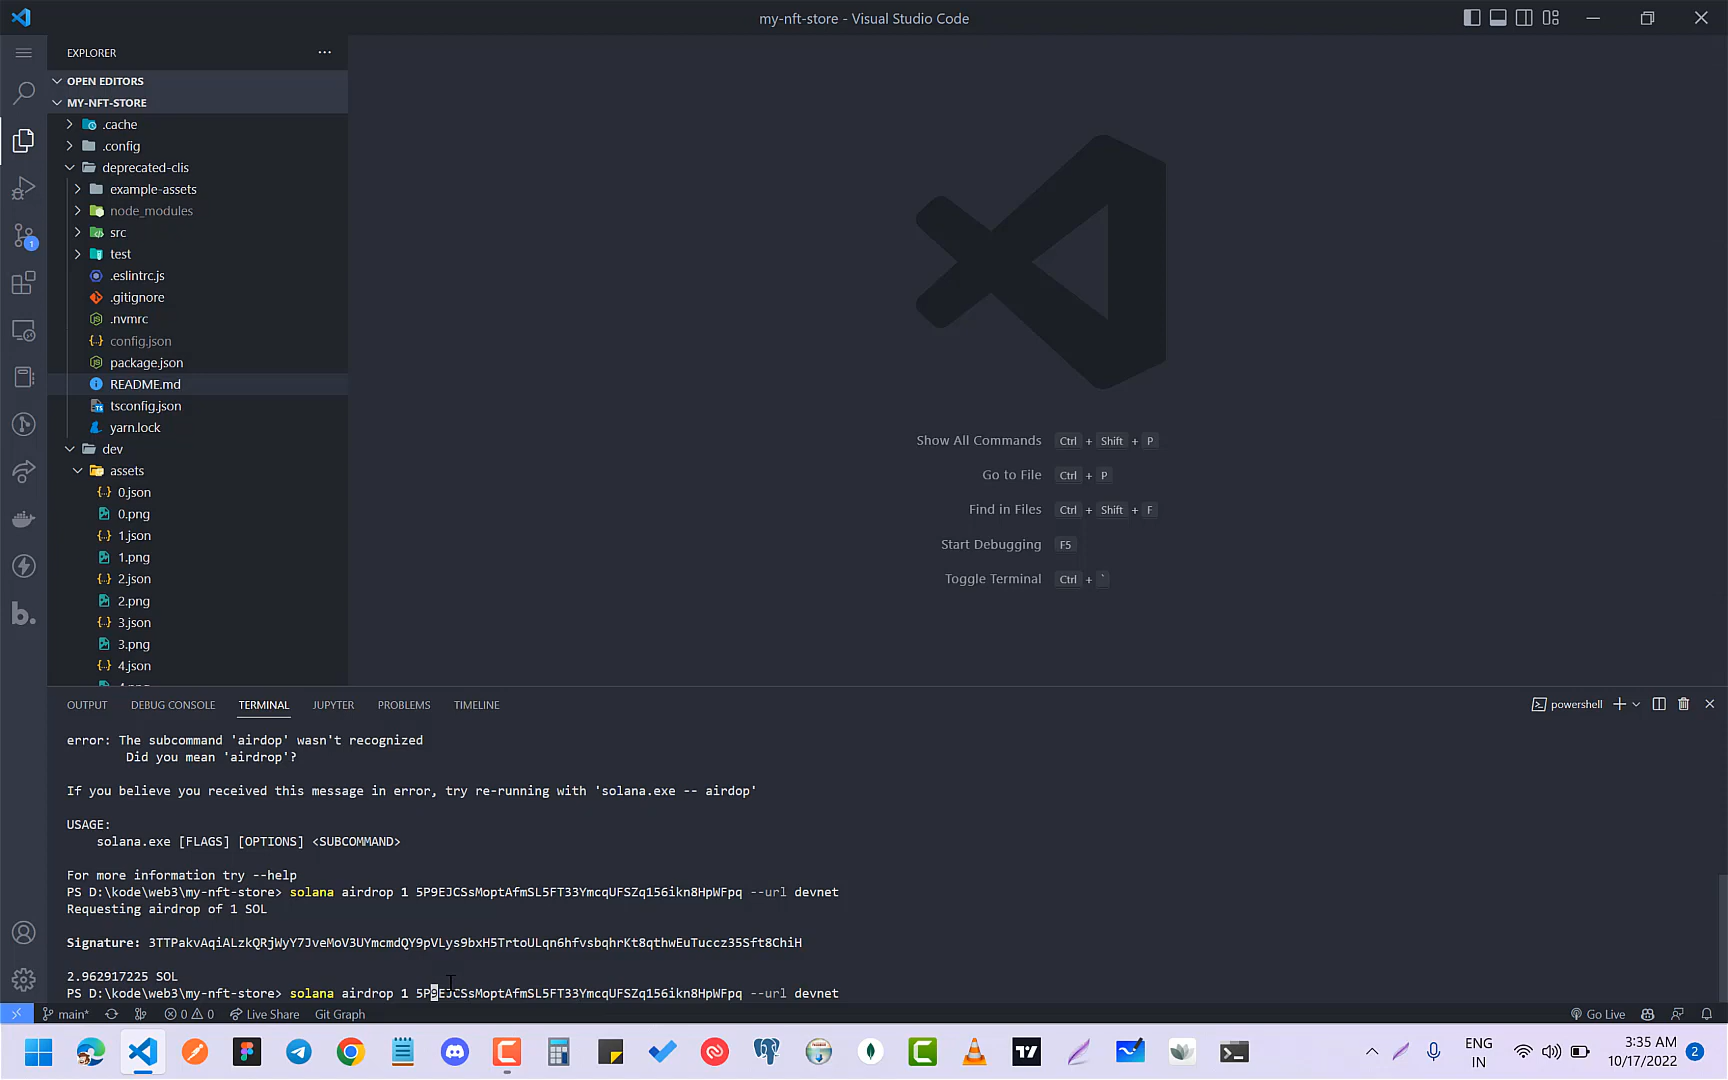 my-nft-store - Visual Studio Code
EXPLORER
OPEN EDITORS
MY-NFT-STORE
.cache
.config
deprecated-clis
example-assets
node_modules
src
test
.eslintrc.js
.gitignore
.nvmrc
config.json
package.json
README.md
tsconfig.json
yarn.lock
dev
assets
0.json
0.png
1.json
1.png
2.json
2.png
3.json
3.png
4.json
Show All Commands Ctrl + Shift + P
Go to File Ctrl + P
Find in Files Ctrl + Shift + F
Start Debugging F5
Toggle Terminal Ctrl + `
OUTPUT DEBUG CONSOLE TERMINAL JUPYTER PROBLEMS TIMELINE
powershell
error: The subcommand 'airdop' wasn't recognized
Did you mean 'airdrop'?
If you believe you received this message in error, try re-running with 'solana.exe -- airdop'
USAGE:
solana.exe [FLAGS] [OPTIONS] <SUBCOMMAND>
For more information try --help
PS D:\kode\web3\my-nft-store> solana airdrop 1 5P9EJCSsMoptAfmSL5FT33YmcqUFSZq156ikn8HpWFpq --url devnet
Requesting airdrop of 1 SOL
Signature: 3TTPakvAqiALzkQRjWyY7JveMoV3UYmcmdQY9pVLys9bxH5TrtoULqn6hfvsbqhrKt8qthwEuTuccz35Sft8ChiH
2.962917225 SOL
PS D:\kode\web3\my-nft-store> solana airdrop 1 5P9EJCSsMoptAfmSL5FT33YmcqUFSZq156ikn8HpWFpq --url devnet
main* 0 0 Live Share Git Graph
Go Live
ENG
IN
3:35 AM
10/17/2022
2